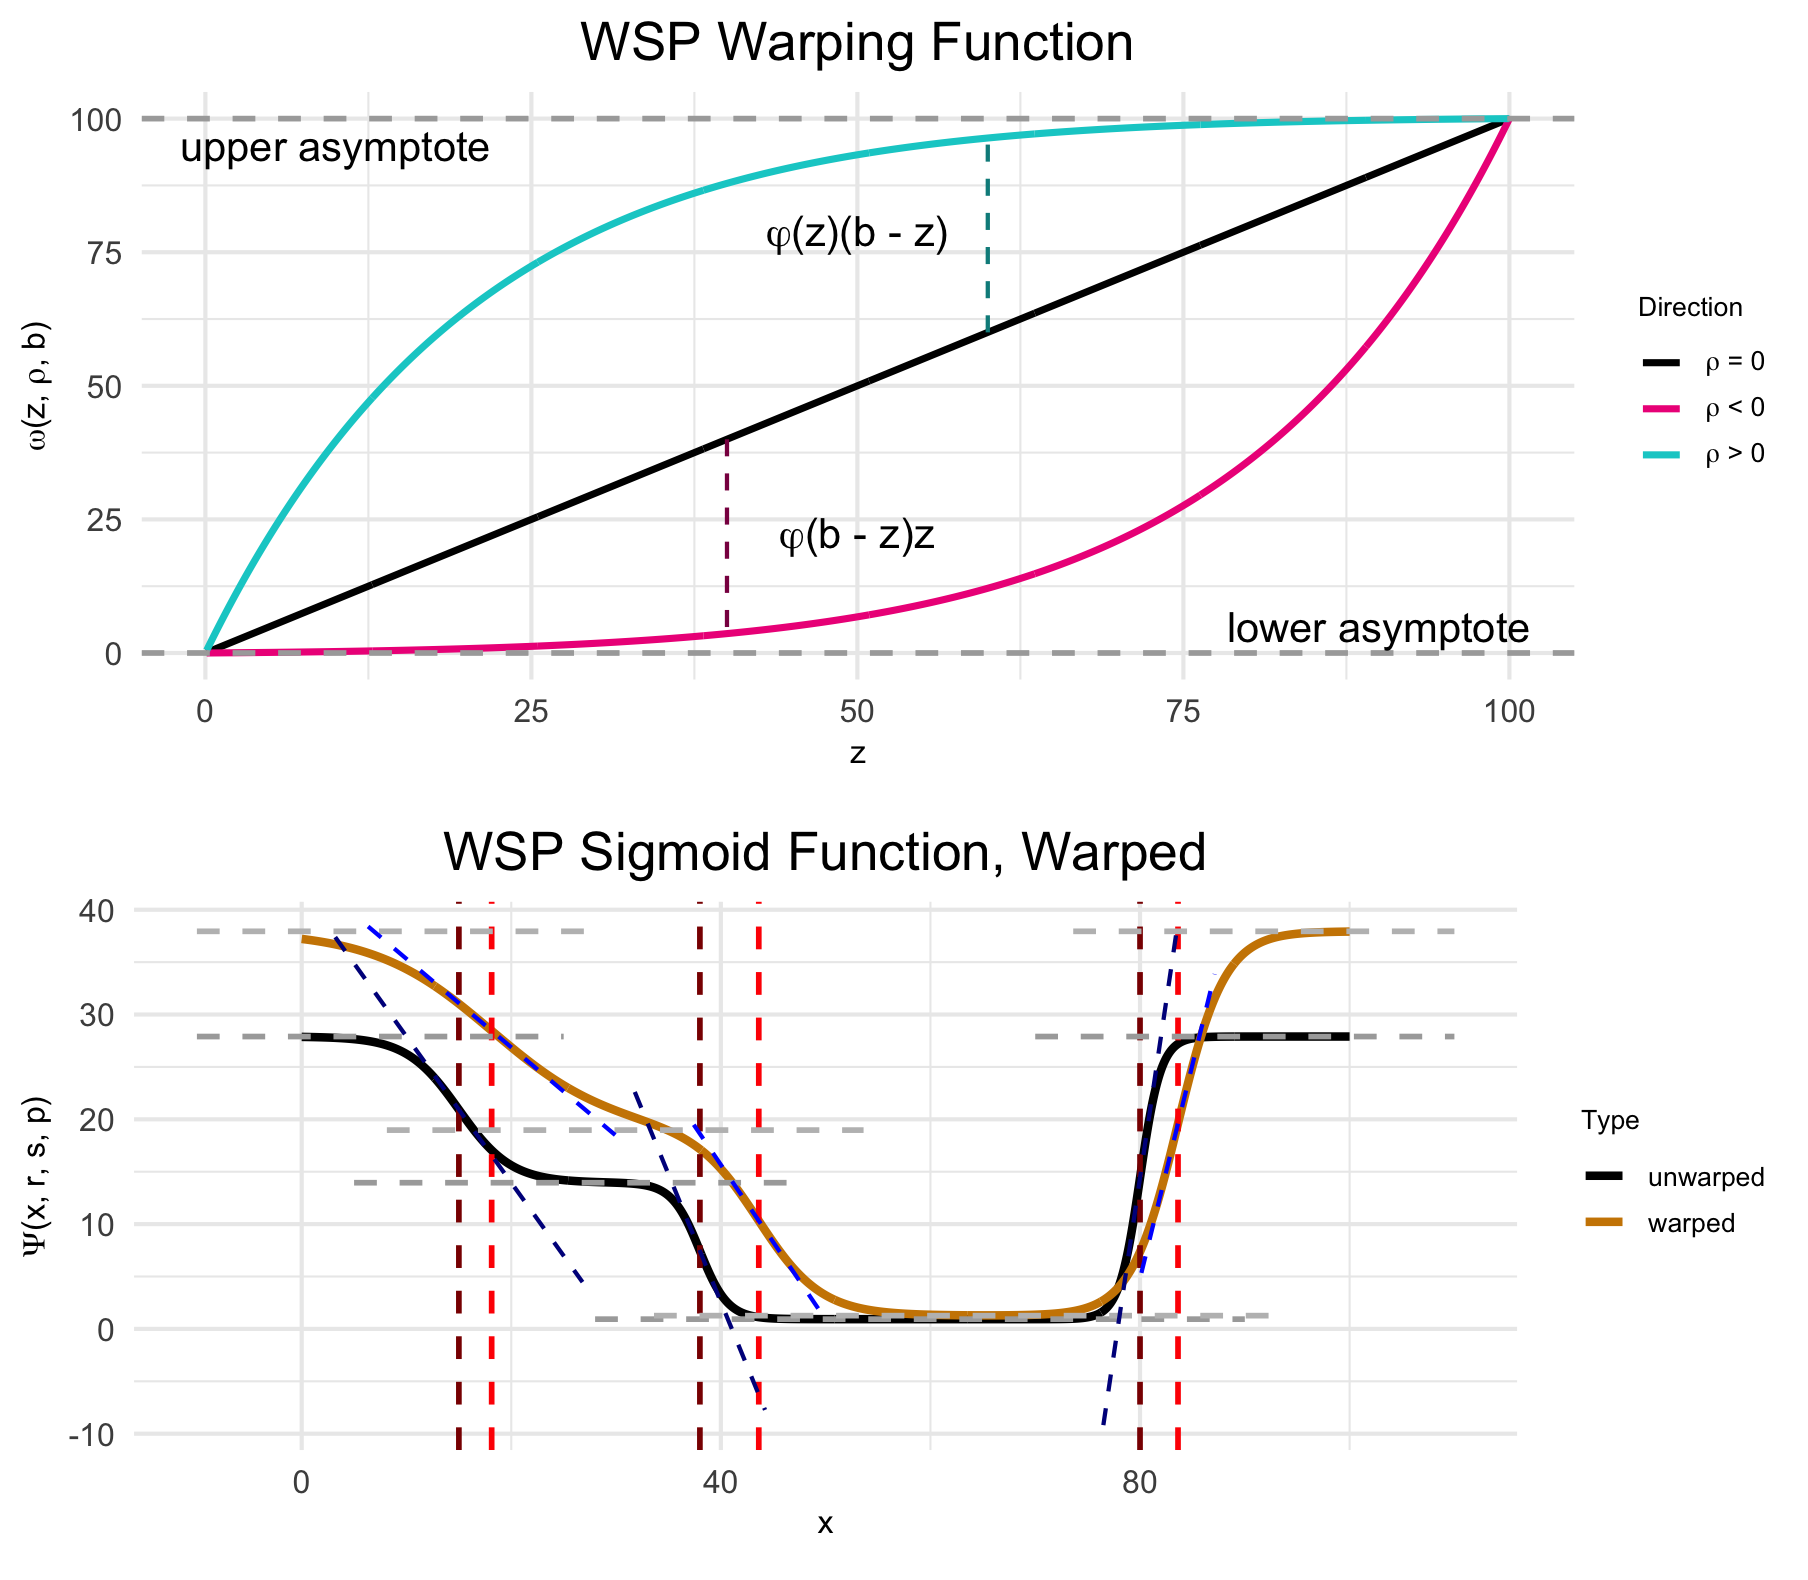 WSP Warping Function
100
75
50
25
0
ω(z, ρ, b)
upper asymptote
φ(z)(b - z)
φ(b - z)z
lower asymptote
0 25 50 75 100
z
Direction
ρ = 0
ρ < 0
ρ > 0
WSP Sigmoid Function, Warped
40
30
20
10
0
-10
Ψ(x, r, s, p)
0 40 80
x
Type
unwarped
warped